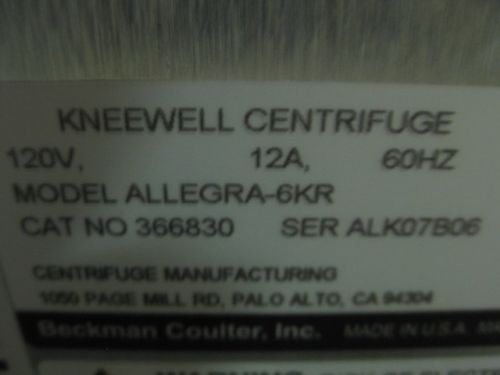 KNEEWELL CENTRIFUGE
120V, 12A, 60HZ
MODEL ALLEGRA-6KR
CAT NO 366830 SER ALK07B06
CENTRIFUGE MANUFACTURING
1050 PAGE MILL RD, PALO ALTO, CA 94304
Beckman Coulter, Inc. MADE IN U.S.A.